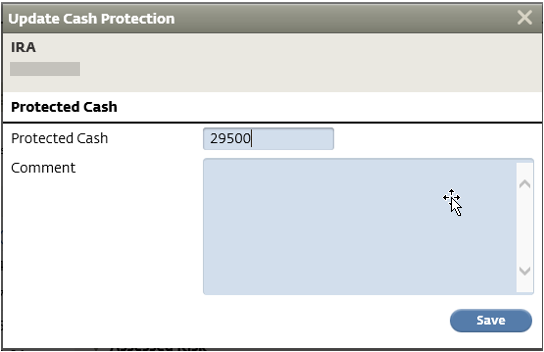 Update Cash Protection
IRA
Protected Cash
Protected Cash 29500
Comment
Save